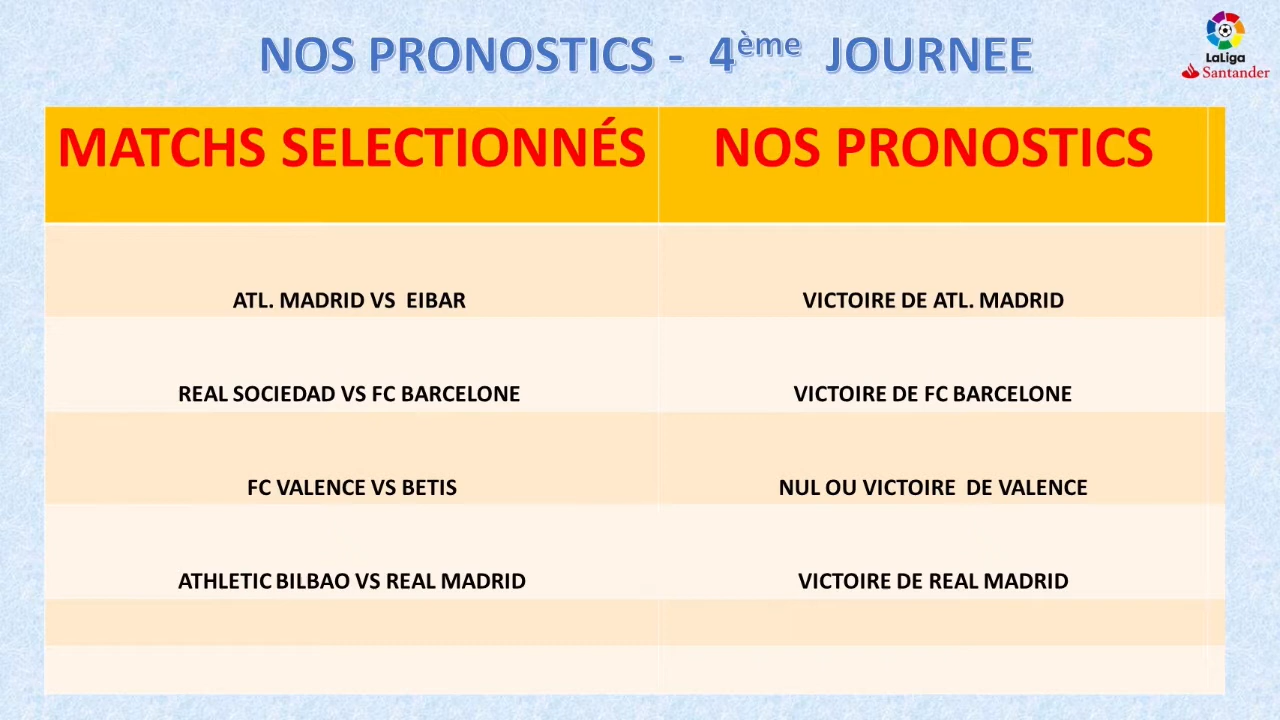 NOS PRONOSTICS - 4ème JOURNEE
LaLiga
Santander
MATCHS SELECTIONNÉS NOS PRONOSTICS
ATL. MADRID VS EIBAR VICTOIRE DE ATL. MADRID
REAL SOCIEDAD VS FC BARCELONE VICTOIRE DE FC BARCELONE
FC VALENCE VS BETIS NUL OU VICTOIRE DE VALENCE
ATHLETIC BILBAO VS REAL MADRID VICTOIRE DE REAL MADRID